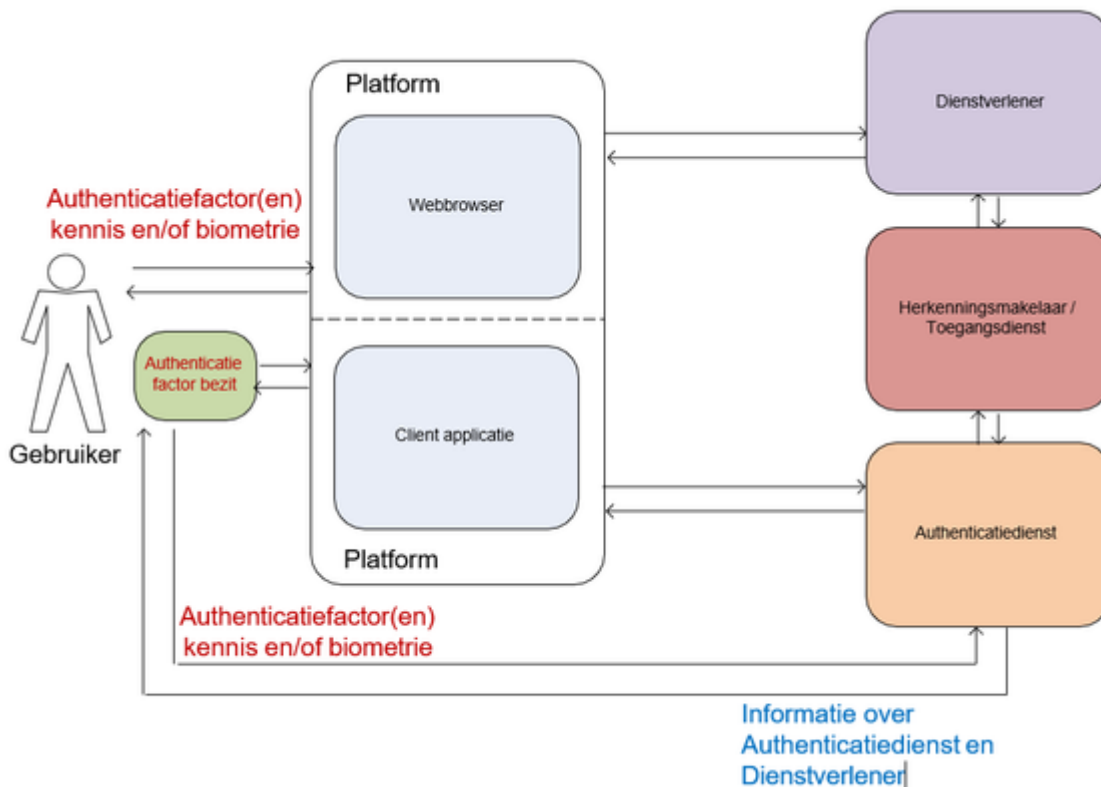 Platform
Dienstverlener
Authenticatiefactor(en)
kennis en/of biometrie
Webbrowser
Herkenningsmakelaar /
Toegangsdienst
Authenticatie
factor bezit
Gebruiker
Client applicatie
Authenticatiedienst
Platform
Authenticatiefactor(en)
kennis en/of biometrie
Informatie over
Authenticatiedienst en
Dienstverlener